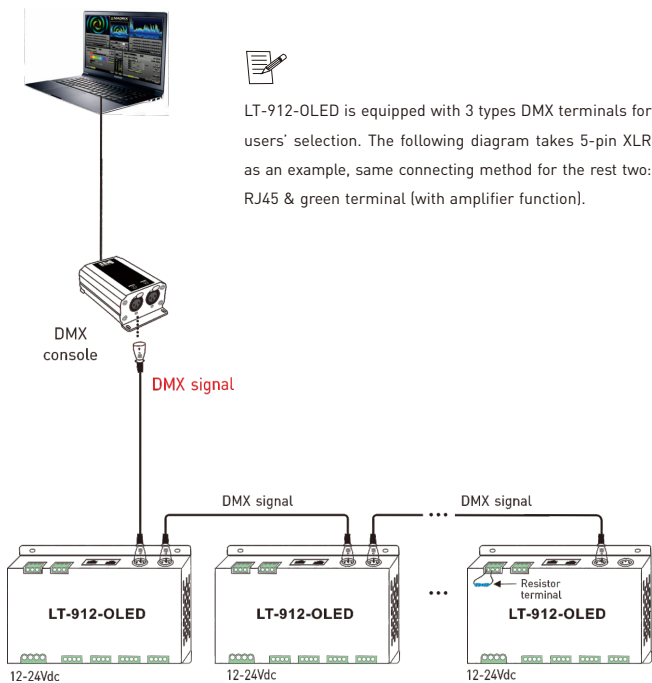 LT-912-OLED is equipped with 3 types DMX terminals for
users' selection. The following diagram takes 5-pin XLR
as an example, same connecting method for the rest two:
RJ45 & green terminal (with amplifier function).
DMX
console
DMX signal
DMX signal
DMX signal
Resistor
terminal
LT-912-OLED
LT-912-OLED
LT-912-OLED
12-24Vdc
12-24Vdc
12-24Vdc